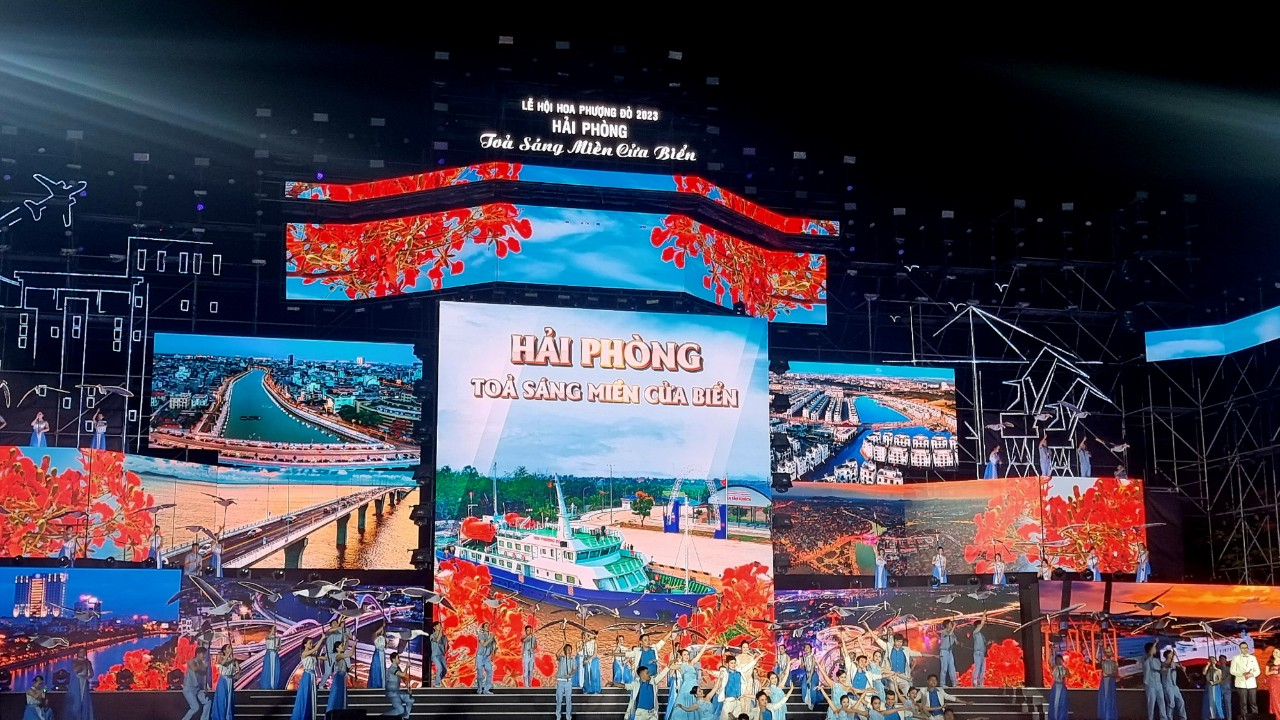 LỄ HỘI HOA PHƯỢNG ĐỎ 2023
HẢI PHÒNG
Toả Sáng Miền Cửa Biển
HẢI PHÒNG
TOẢ SÁNG MIỀN CỬA BIỂN